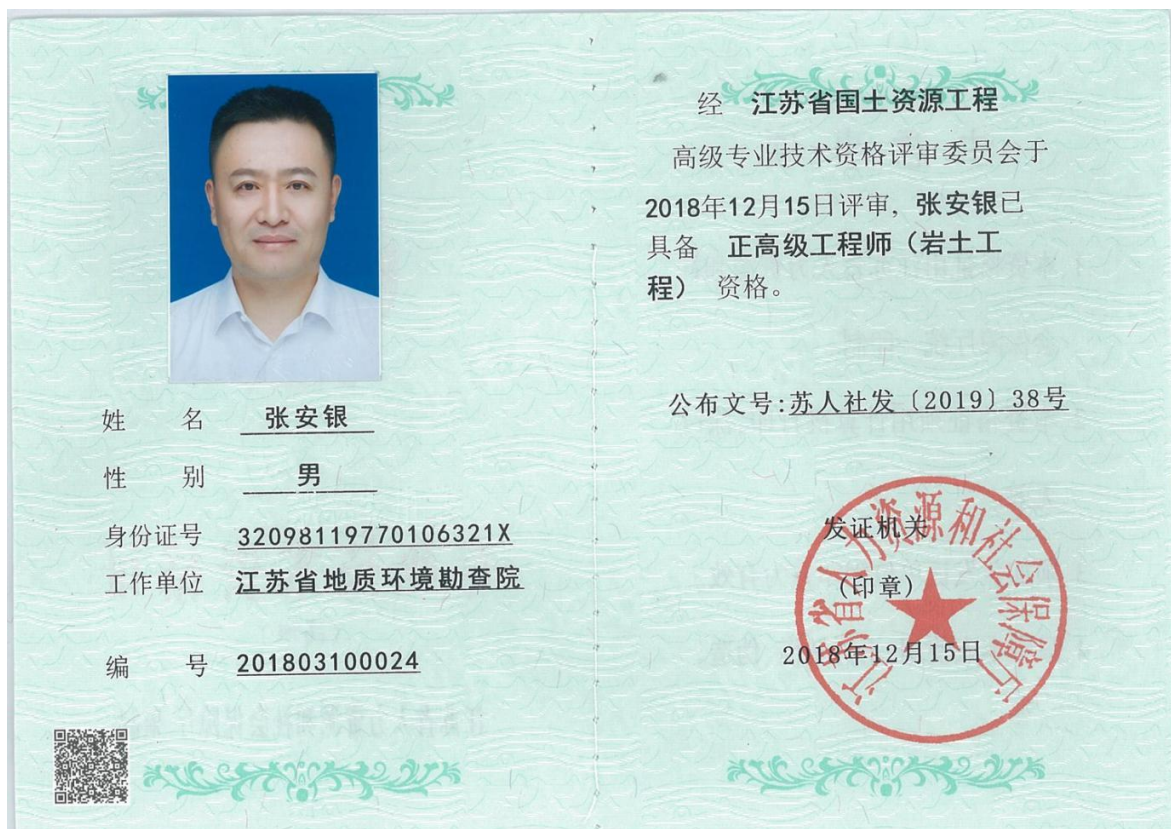 姓 名 张安银
性 别 男
身份证号 32098119770106321X
工作单位 江苏省地质环境勘查院
编 号 201803100024
经 江苏省国土资源工程
高级专业技术资格评审委员会于
2018年12月15日评审，张安银已
具备 正高级工程师（岩土工
程） 资格。
公布文号:苏人社发〔2019〕38号
江苏省人力资源和社会保障厅
发证机关
（印章）
2018年12月15日